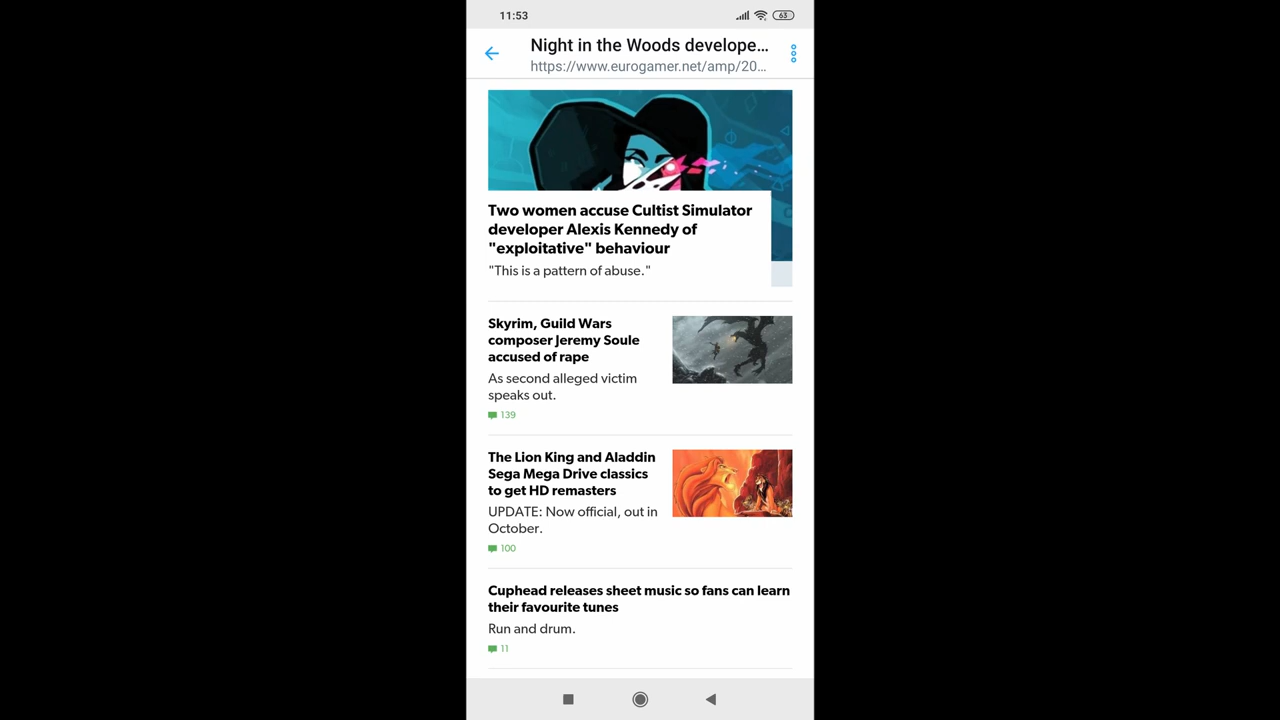 11:53
63
Night in the Woods develope...
https://www.eurogamer.net/amp/20...
Two women accuse Cultist Simulator
developer Alexis Kennedy of
"exploitative" behaviour
"This is a pattern of abuse."
Skyrim, Guild Wars
composer Jeremy Soule
accused of rape
As second alleged victim
speaks out.
139
The Lion King and Aladdin
Sega Mega Drive classics
to get HD remasters
UPDATE: Now official, out in
October.
100
Cuphead releases sheet music so fans can learn
their favourite tunes
Run and drum.
11